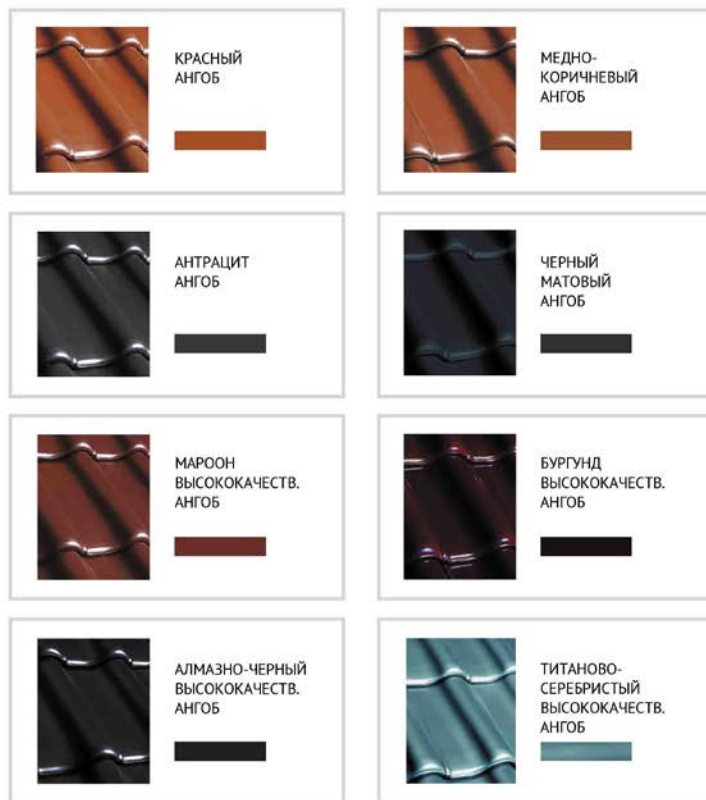 КРАСНЫЙ
АНГОБ
МЕДНО-
КОРИЧНЕВЫЙ
АНГОБ
АНТРАЦИТ
АНГОБ
ЧЕРНЫЙ
МАТОВЫЙ
АНГОБ
МАРООН
ВЫСОКОКАЧЕСТВ.
АНГОБ
БУРГУНД
ВЫСОКОКАЧЕСТВ.
АНГОБ
АЛМАЗНО-ЧЕРНЫЙ
ВЫСОКОКАЧЕСТВ.
АНГОБ
ТИТАНОВО-
СЕРЕБРИСТЫЙ
ВЫСОКОКАЧЕСТВ.
АНГОБ